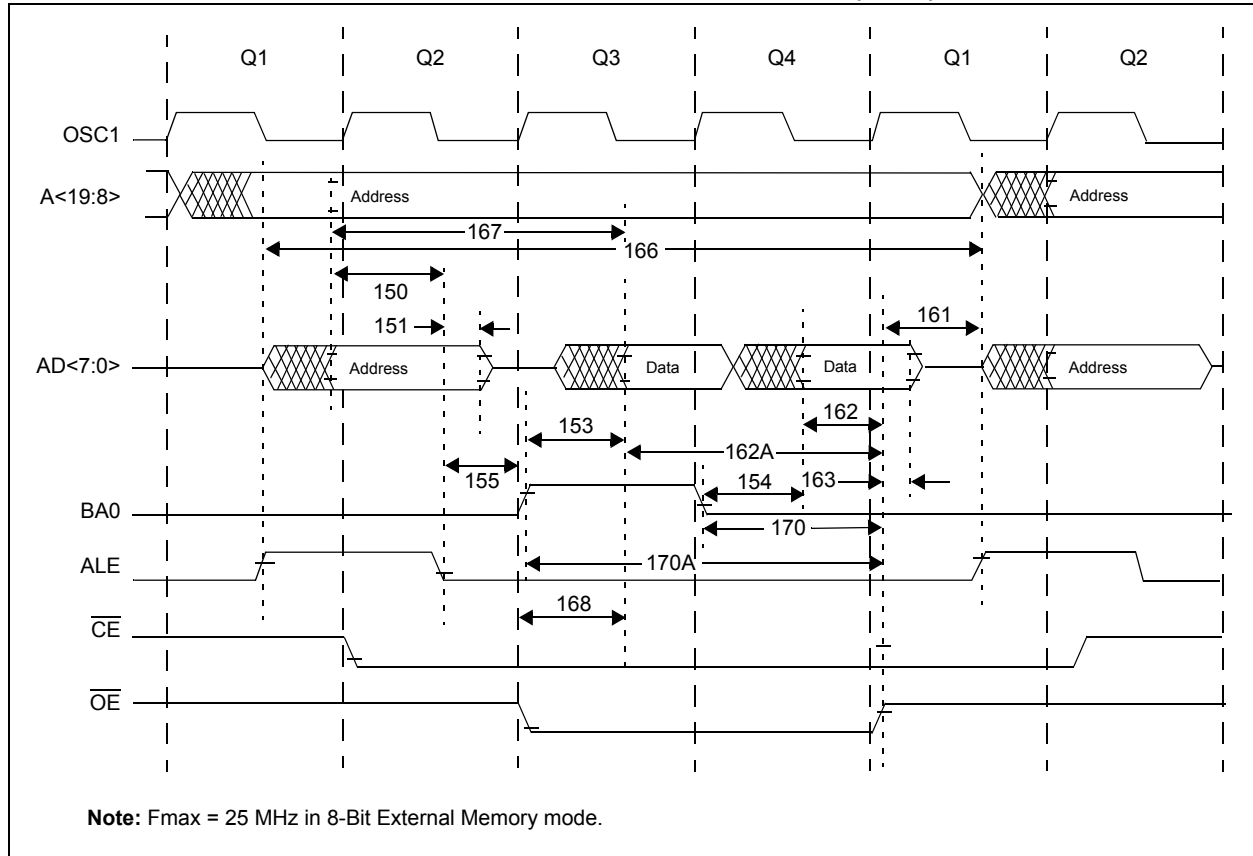 Q1 Q2 Q3 Q4 Q1 Q2
OSC1
A<19:8> Address Address
167
166
150
151 161
AD<7:0> Address Data Data Address
162
153
162A
155 154 163
BA0
170
ALE 170A
168
CE
OE
Note: Fmax = 25 MHz in 8-Bit External Memory mode.